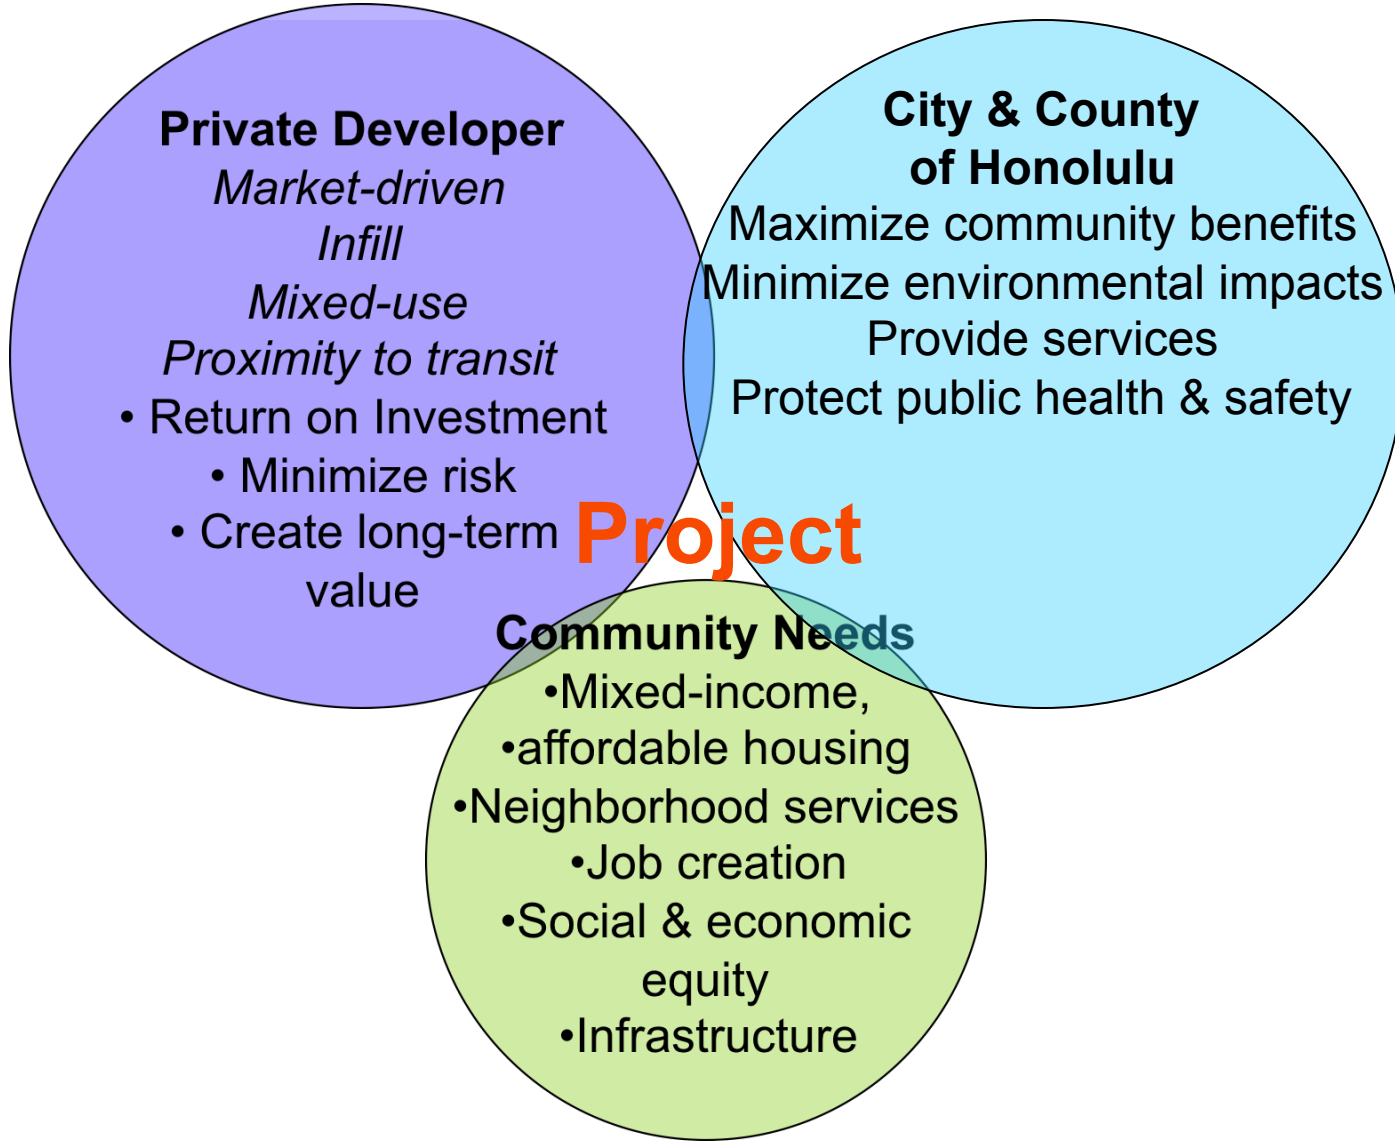 Private Developer
Market-driven
Infill
Mixed-use
Proximity to transit
• Return on Investment
• Minimize risk
• Create long-term
value
City & County
of Honolulu
Maximize community benefits
Minimize environmental impacts
Provide services
Protect public health & safety
Project
Community Needs
•Mixed-income,
•affordable housing
•Neighborhood services
•Job creation
•Social & economic
equity
•Infrastructure